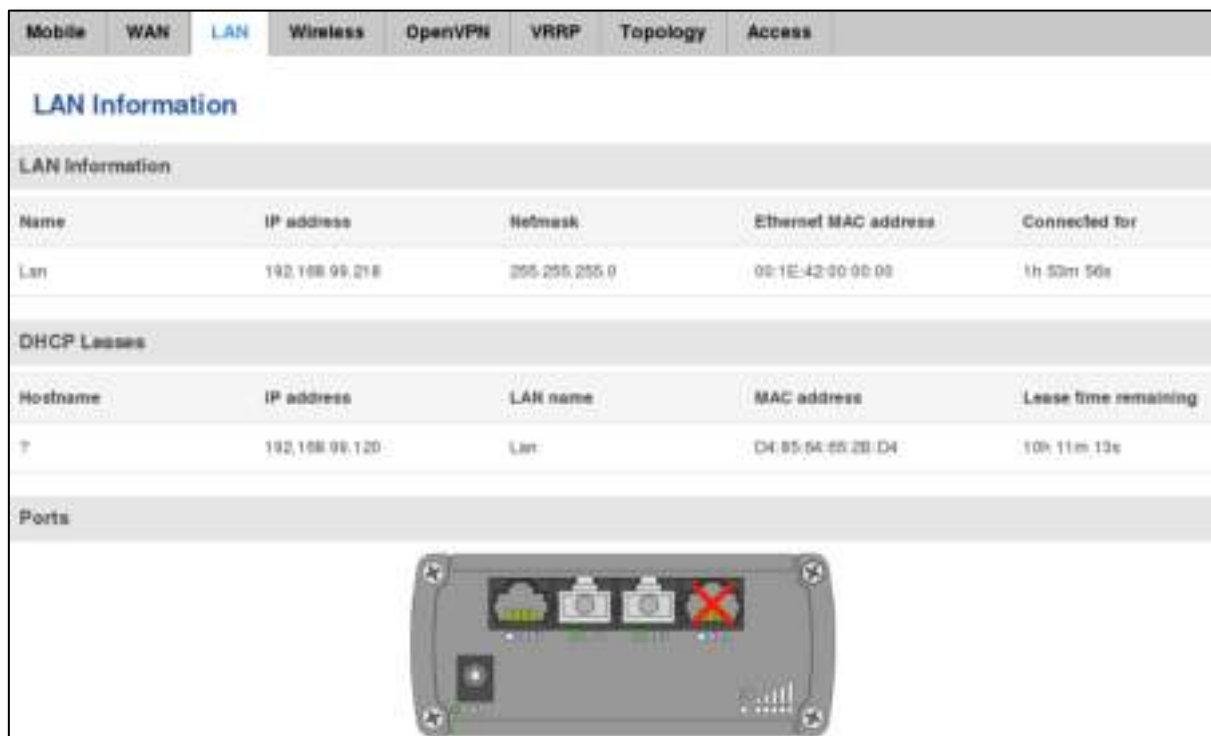 Mobile WAN LAN Wireless OpenVPN VRRP Topology Access
LAN Information
LAN Information
Name IP address Netmask Ethernet MAC address Connected for
Lan 192.168.99.218 255.255.255.0 00:1E:42:00:00:00 1h 53m 56s
DHCP Leases
Hostname IP address LAN name MAC address Lease time remaining
? 192.168.99.120 Lan D4:85:64:65:2B:D4 10h 11m 13s
Ports